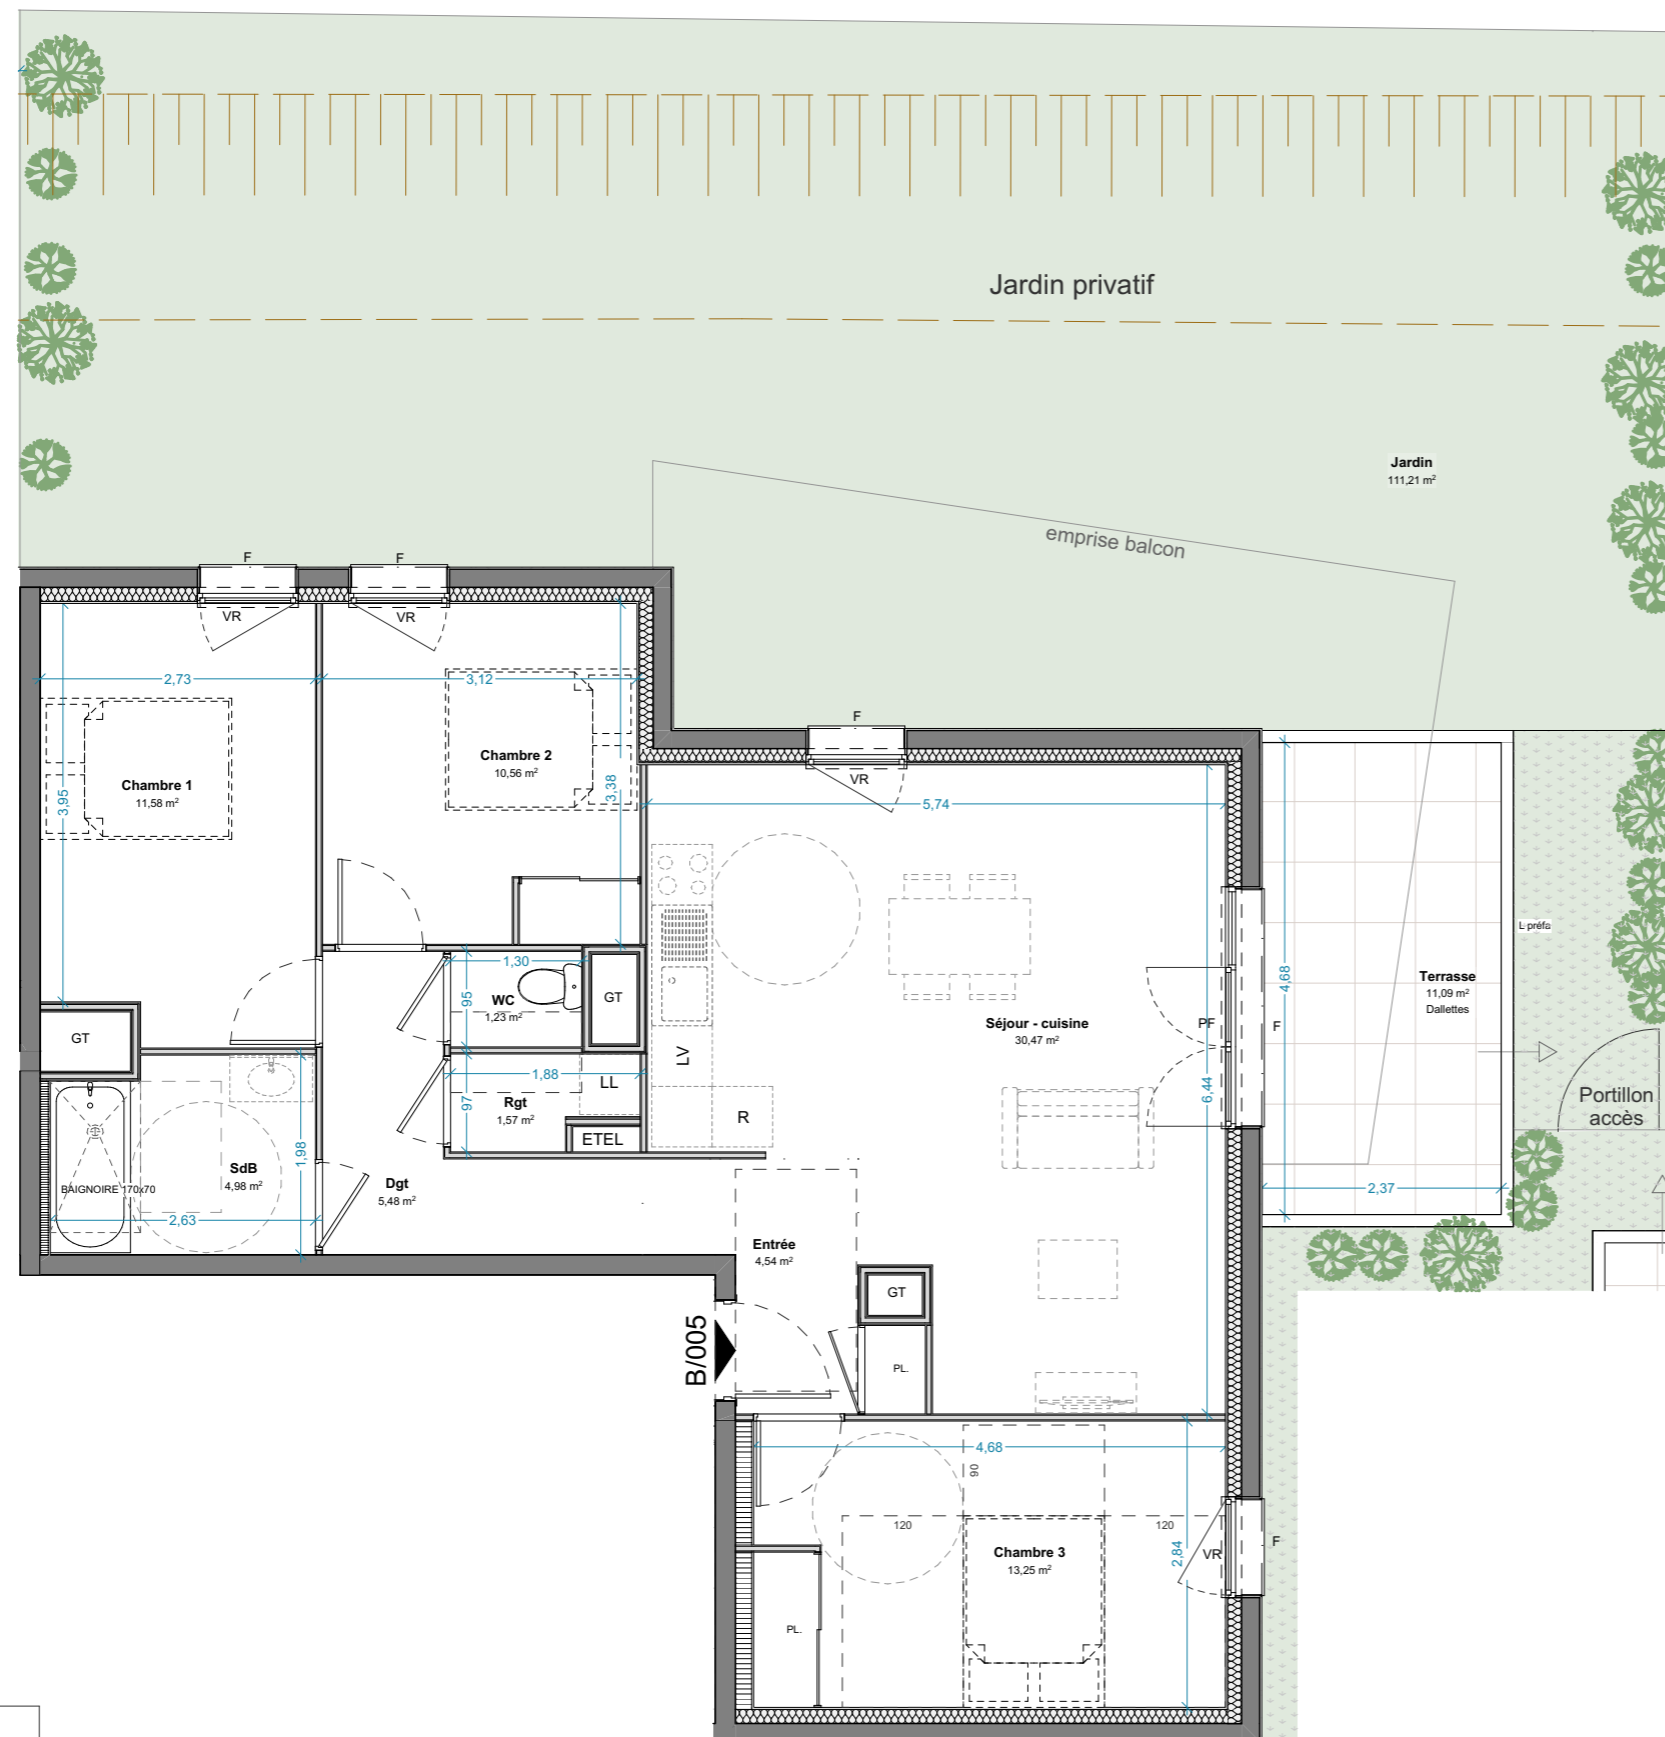 Jardin privatif
Jardin
111,21 m²
emprise balcon
F
F
VR
VR
2,73
3,12
Chambre 1
11,58 m²
3,95
Chambre 2
10,56 m²
3,38
F
VR
5,74
GT
1,30
WC
1,23 m²
95
GT
1,88
LL
97
Rgt
1,57 m²
ETEL
LV
R
Séjour - cuisine
30,47 m²
6,44
PF
F
4,68
Terrasse
11,09 m²
Dallettes
L préfa
2,37
Portillon
accès
SdB
4,98 m²
1,98
BAIGNOIRE 170x70
2,63
Dgt
5,48 m²
Entrée
4,54 m²
GT
PL.
B/005
4,68
90
120
120
Chambre 3
13,25 m²
2,84
VR
F
PL.